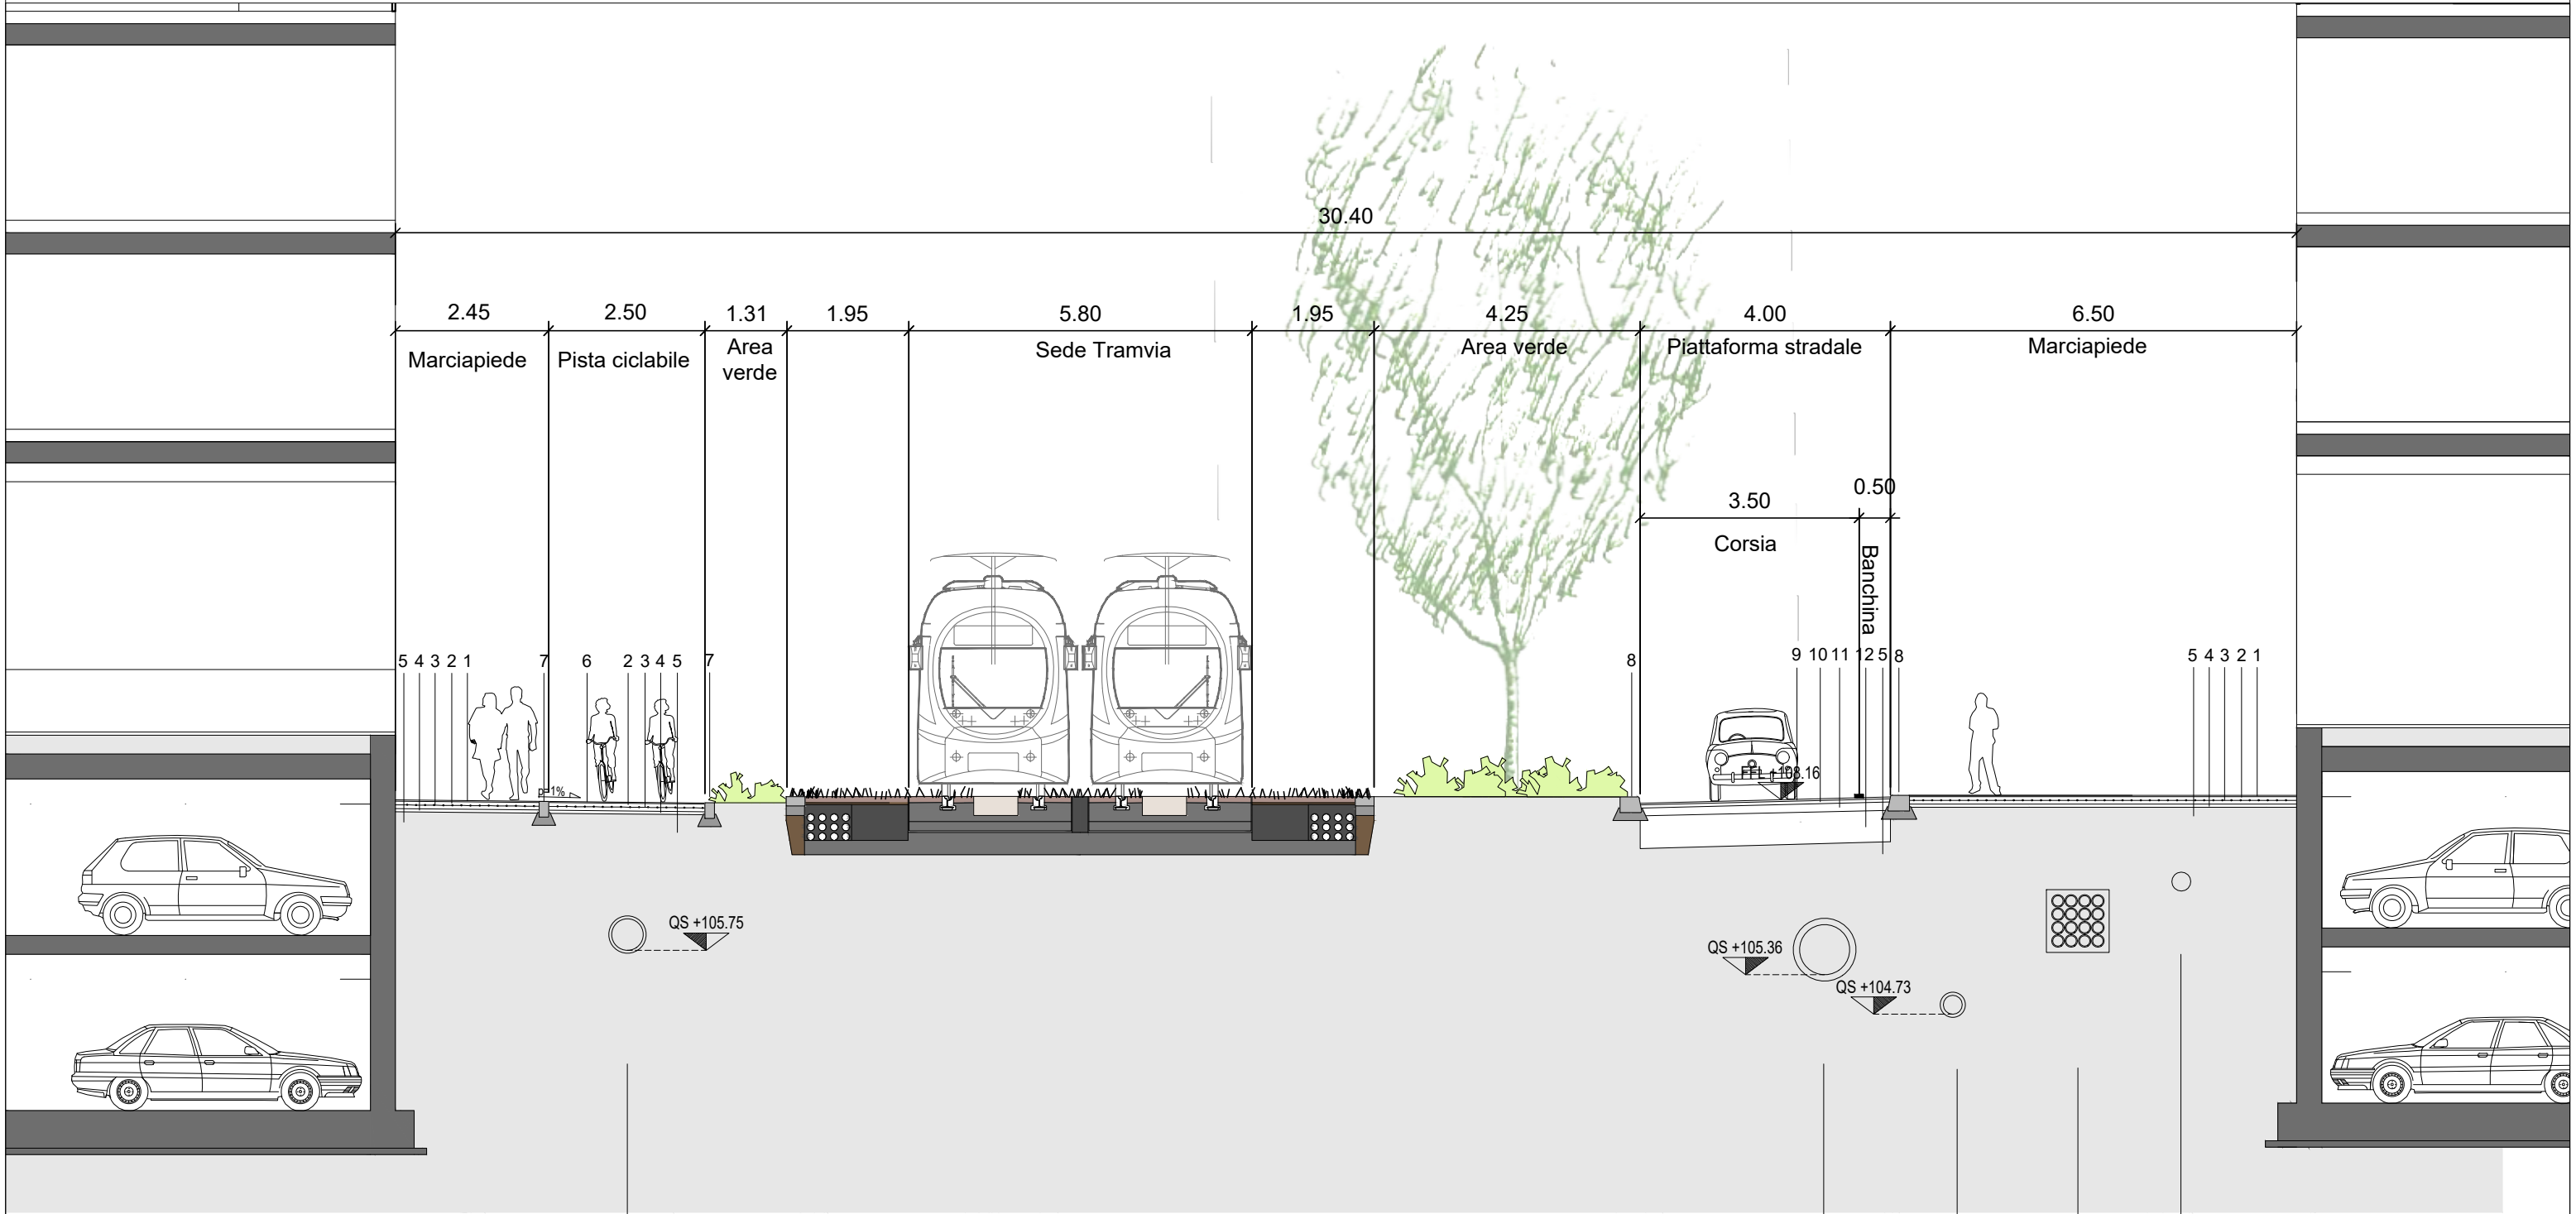 30.40
2.45 2.50 1.31 1.95 5.80 1.95 4.25 4.00 6.50
Marciapiede Pista ciclabile Area Sede Tramvia Area verde Piattaforma stradale Marciapiede
verde
3.50 0.50
Corsia
Banchina
5 4 3 2 1 7 6 2 3 4 5 7 8 9 10 11 12 5 8 5 4 3 2 1
p=1%
+108.16
QS +105.75
QS +105.36
QS +104.73